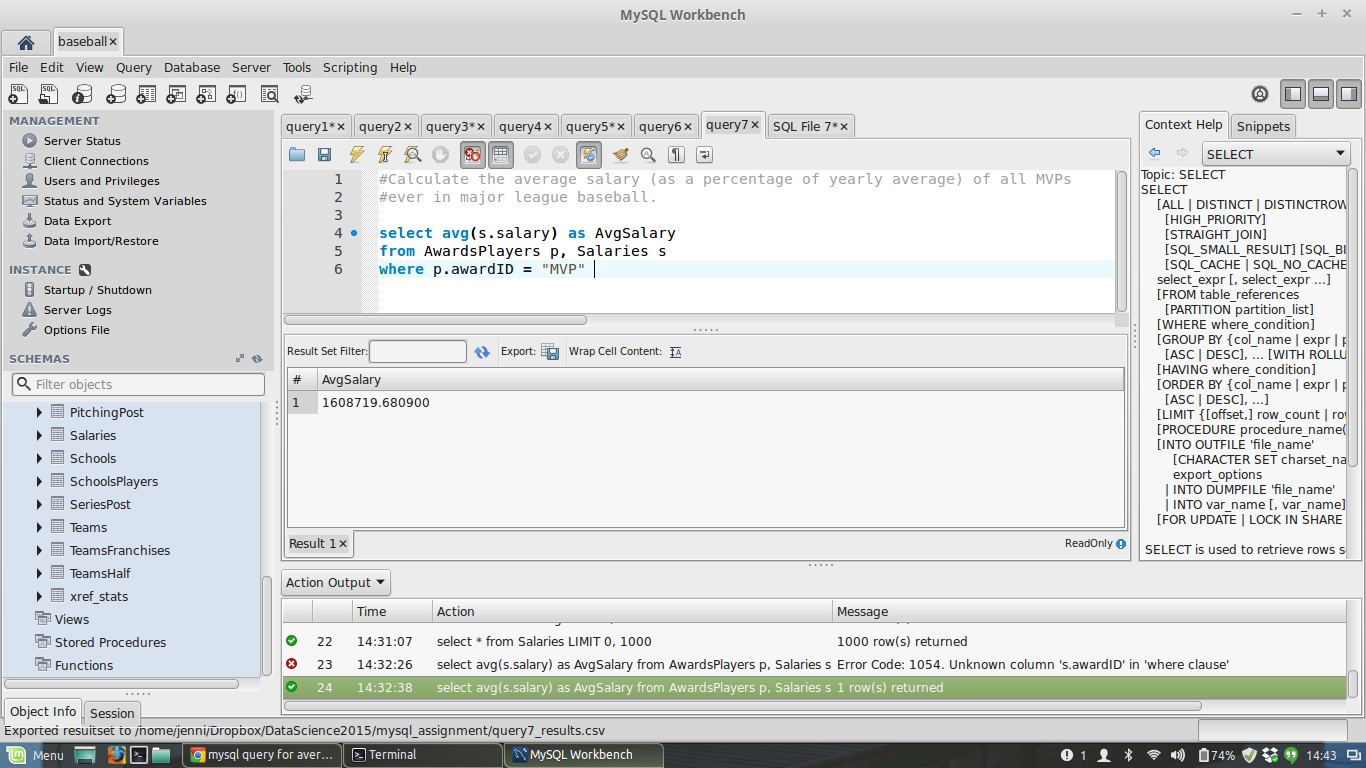 MySQL Workbench
baseball
File Edit View Query Database Server Tools Scripting Help
MANAGEMENT
Server Status
Client Connections
Users and Privileges
Status and System Variables
Data Export
Data Import/Restore
INSTANCE
Startup / Shutdown
Server Logs
Options File
SCHEMAS
Filter objects
PitchingPost
Salaries
Schools
SchoolsPlayers
SeriesPost
Teams
TeamsFranchises
TeamsHalf
xref_stats
Views
Stored Procedures
Functions
Object Info Session
query1* query2 query3* query4 query5* query6 query7 SQL File 7*
1 #Calculate the average salary (as a percentage of yearly average) of all MVPs
2 #ever in major league baseball.
3
4 select avg(s.salary) as AvgSalary
5 from AwardsPlayers p, Salaries s
6 where p.awardID = "MVP"
Result Set Filter: Export: Wrap Cell Content:
# AvgSalary
1 1608719.680900
Result 1 ReadOnly
Context Help Snippets
SELECT
Topic: SELECT
SELECT
[ALL | DISTINCT | DISTINCTROW
[HIGH_PRIORITY]
[STRAIGHT_JOIN]
[SQL_SMALL_RESULT] [SQL_BI
[SQL_CACHE | SQL_NO_CACHE
select_expr [, select_expr ...]
[FROM table_references
[PARTITION partition_list]
[WHERE where_condition]
[GROUP BY {col_name | expr | p
[ASC | DESC], ... [WITH ROLLU
[HAVING where_condition]
[ORDER BY {col_name | expr | p
[ASC | DESC], ...]
[LIMIT {[offset,] row_count | row
[PROCEDURE procedure_name(
[INTO OUTFILE 'file_name'
[CHARACTER SET charset_na
export_options
| INTO DUMPFILE 'file_name'
| INTO var_name [, var_name]
[FOR UPDATE | LOCK IN SHARE
SELECT is used to retrieve rows s
Action Output
Time Action Message
22 14:31:07 select * from Salaries LIMIT 0, 1000 1000 row(s) returned
23 14:32:26 select avg(s.salary) as AvgSalary from AwardsPlayers p, Salaries s Error Code: 1054. Unknown column 's.awardID' in 'where clause'
24 14:32:38 select avg(s.salary) as AvgSalary from AwardsPlayers p, Salaries s 1 row(s) returned
Exported resultset to /home/jenni/Dropbox/DataScience2015/mysql_assignment/query7_results.csv
Menu mysql query for aver... Terminal MySQL Workbench 1 74% 14:43